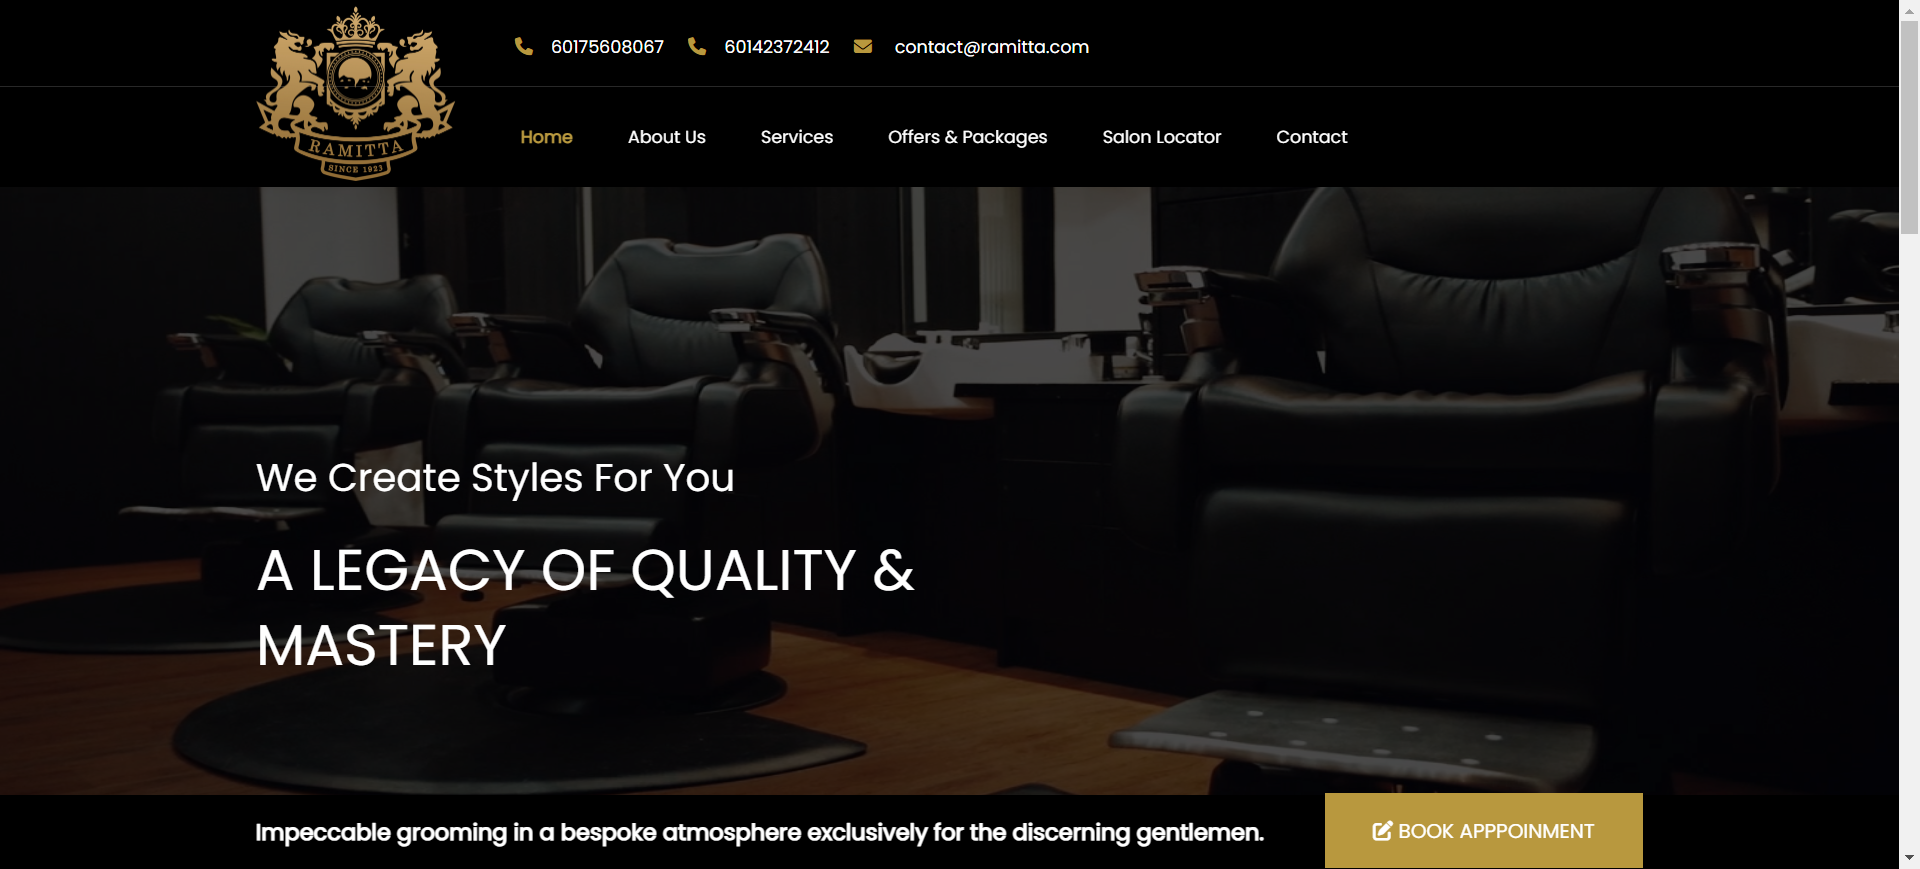 60175608067 60142372412 contact@ramitta.com
RAMITTA
SINCE 1923
Home About Us Services Offers & Packages Salon Locator Contact
We Create Styles For You
A LEGACY OF QUALITY &
MASTERY
Impeccable grooming in a bespoke atmosphere exclusively for the discerning gentlemen.
BOOK APPPOINMENT